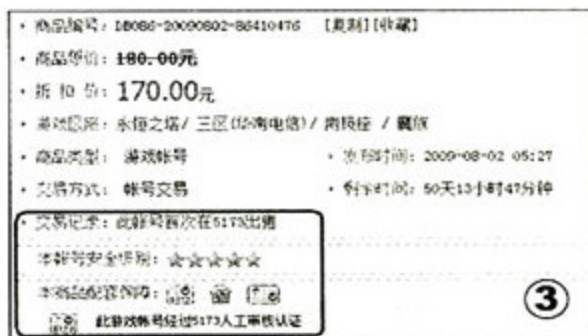 • 商品编号：DB086-20090802-86410476 [复制][收藏]
• 商品原价：180.00元
• 折扣价：170.00元
• 游戏区服：永恒之塔/三区(华南电信)/南极座 / 魔族
• 商品类型：游戏帐号 • 发布时间：2009-08-02 05:27
• 交易方式：帐号交易 • 剩余时间：50天13小时47分钟
• 交易记录：此帐号首次在5173出售
本帐号安全级别：☆☆☆☆☆
本商品配套保障：
此游戏帐号经过5173人工审核认证
③